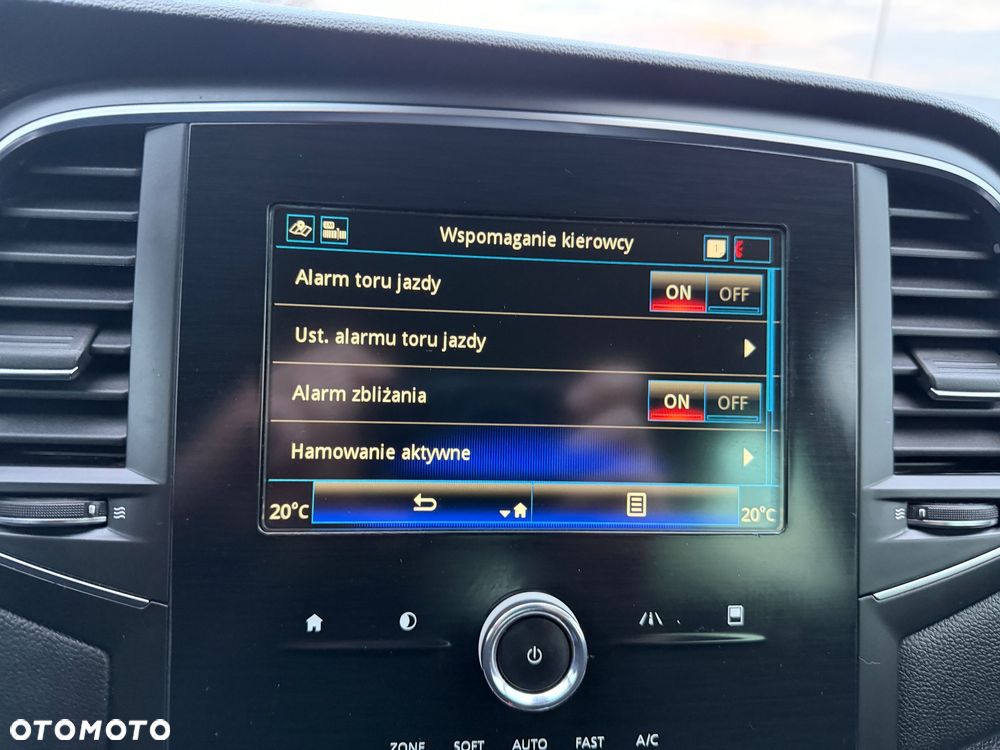 Wspomaganie kierowcy
1
Alarm toru jazdy
ON OFF
Ust. alarmu toru jazdy
Alarm zbliżania
ON OFF
Hamowanie aktywne
20°C
20°C
ZONE SOFT AUTO FAST A/C
OTOMOTO